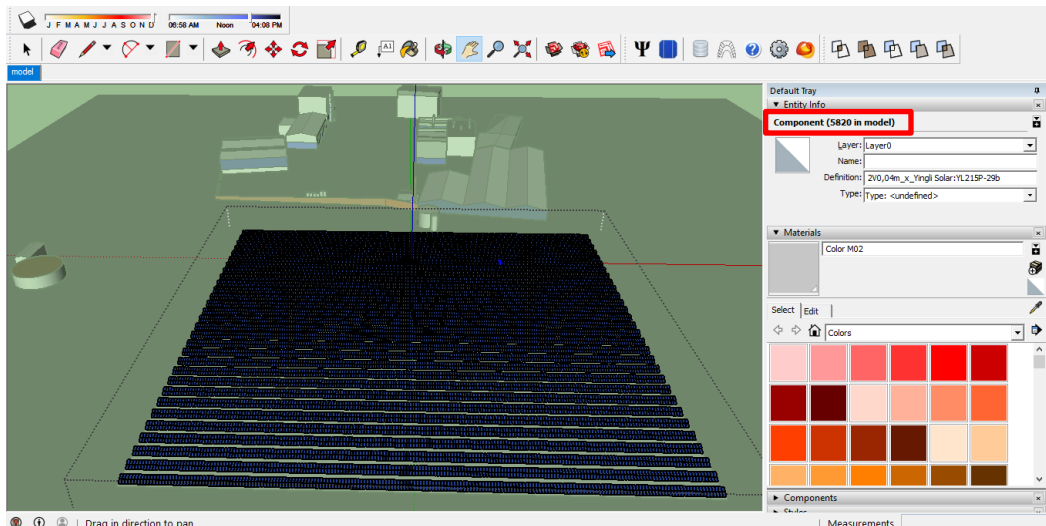 J F M A M J J A S O N D
06:58 AM Noon 04:08 PM
A1
model
Default Tray
Entity Info
Component (5820 in model)
Layer: Layer0
Name:
Definition: 2V0,04m_x_Yingli Solar:YL215P-29b
Type: Type: <undefined>
Materials
Color M02
Select Edit
Colors
Components
Styles
Drag in direction to pan
Measurements